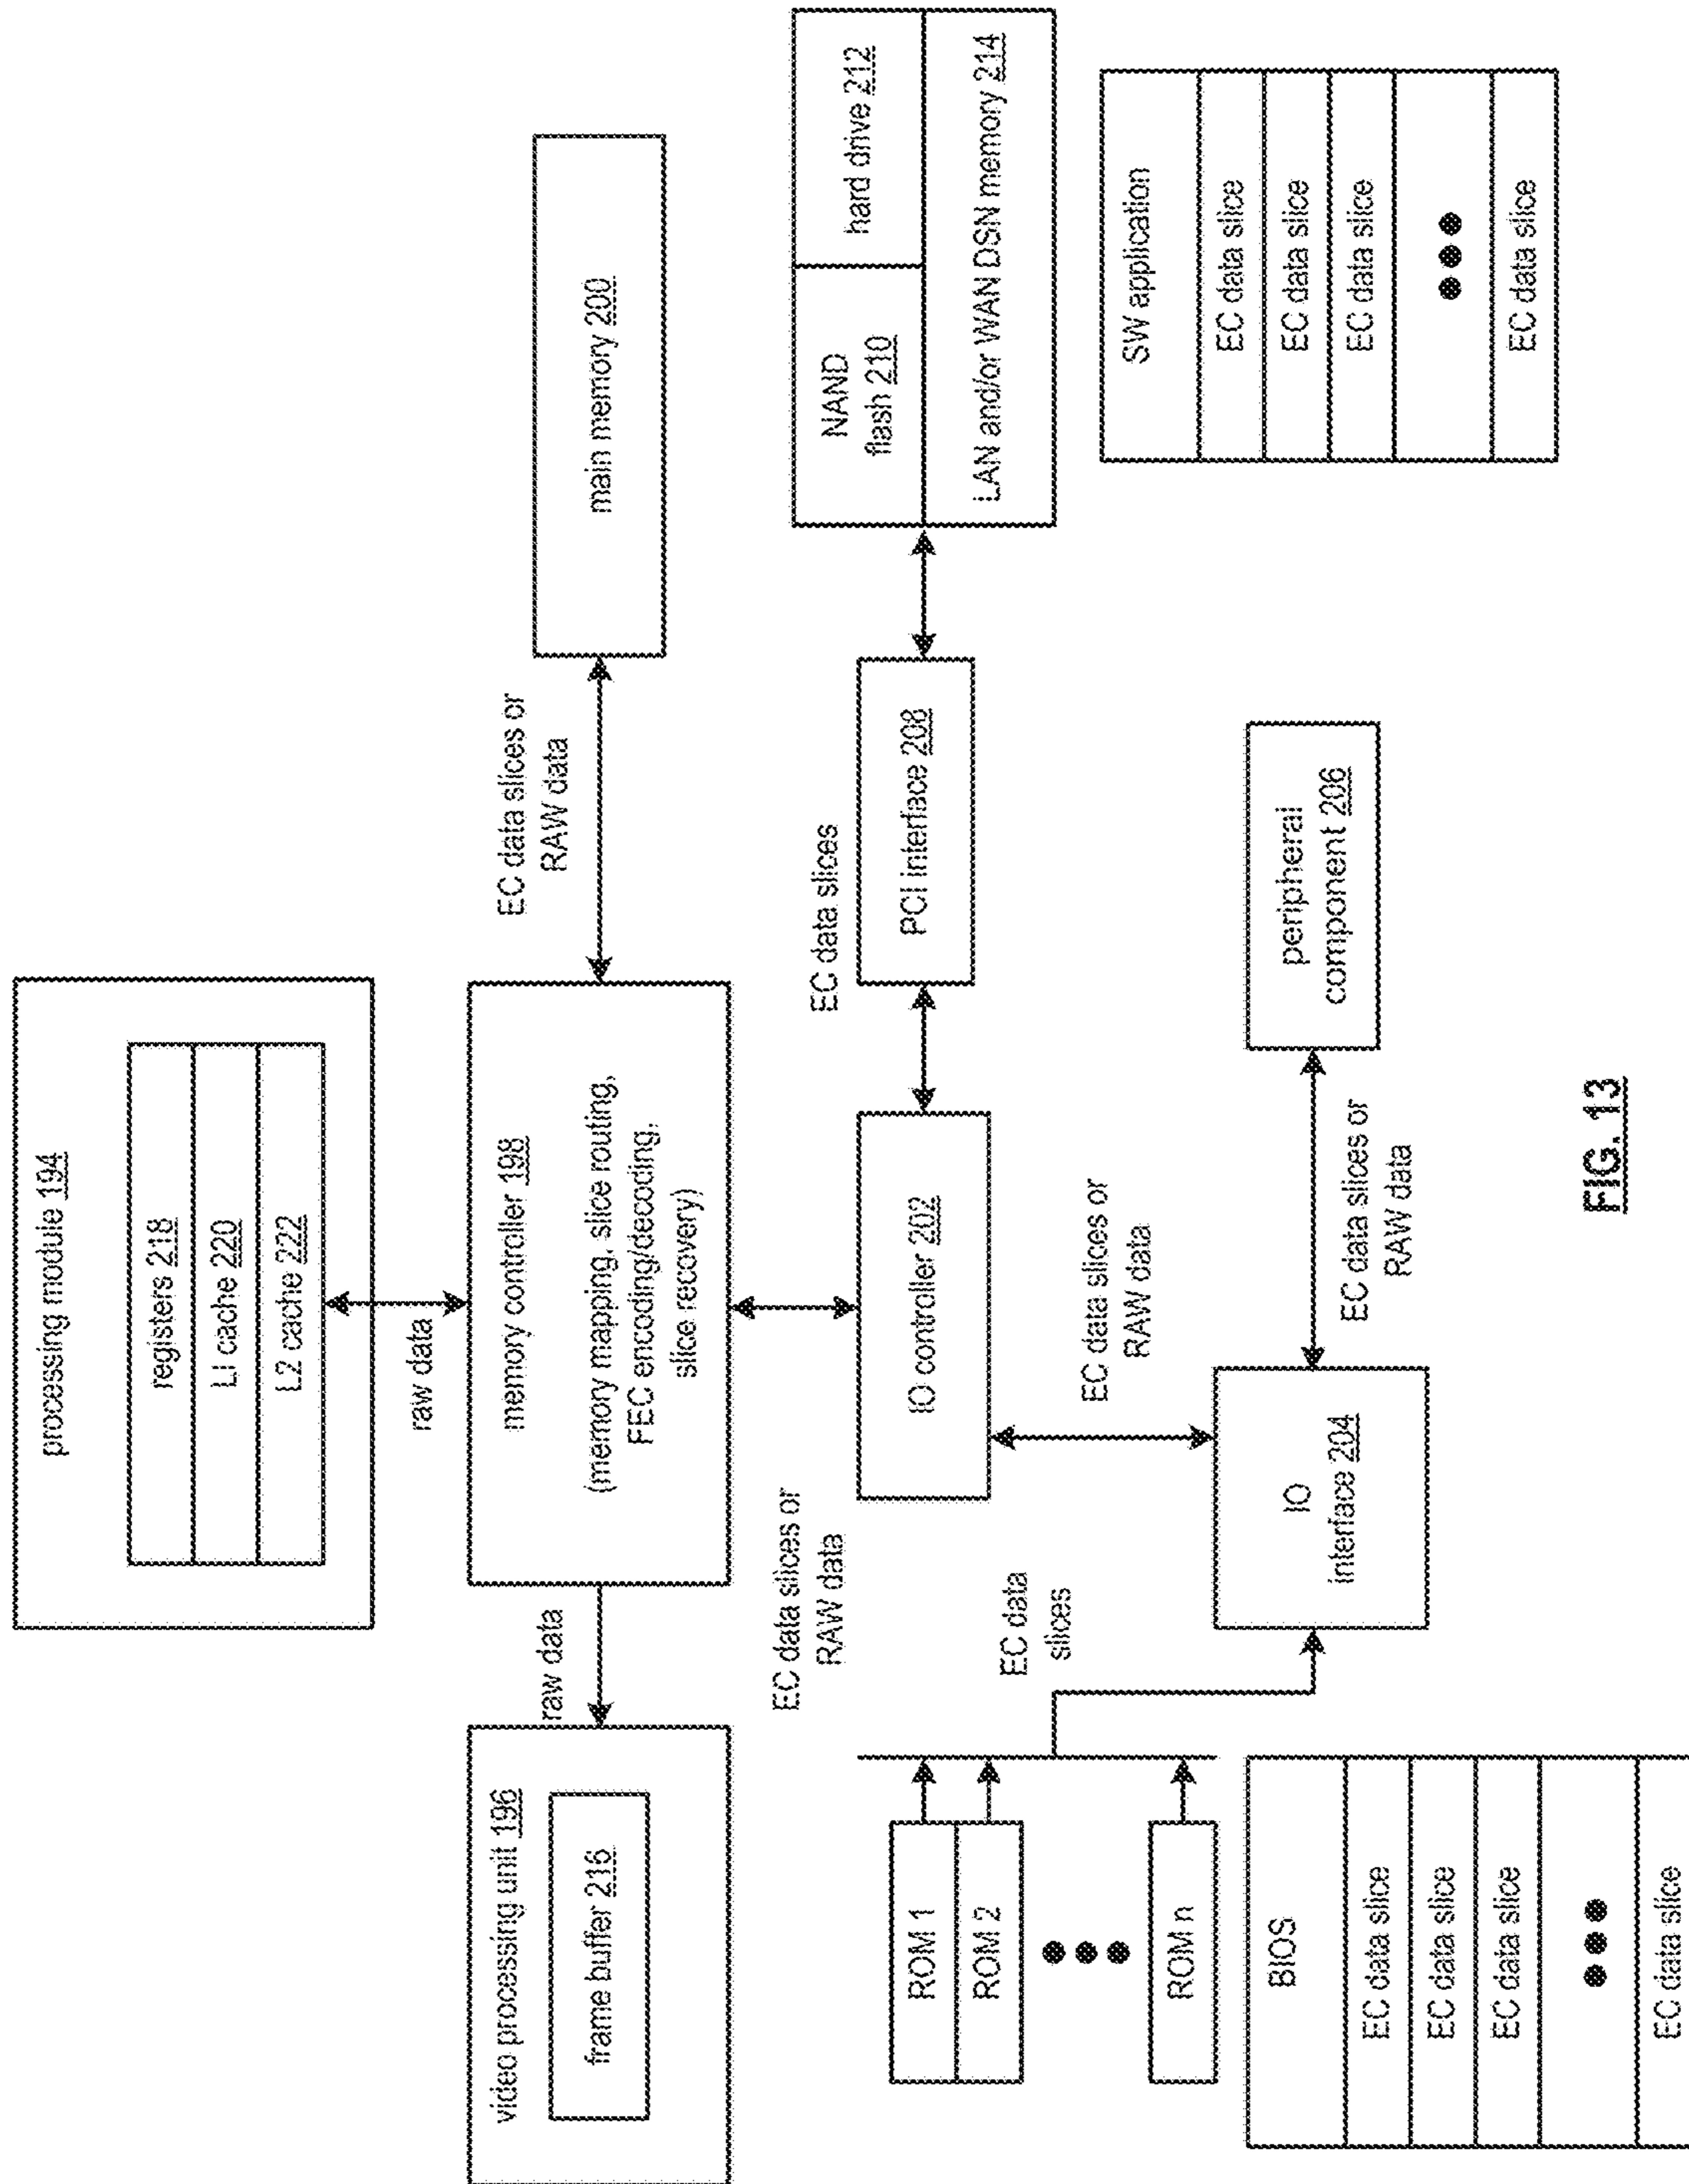 processing module 194
registers 218
L1 cache 220
L2 cache 222
raw data
video processing unit 196
frame buffer 216
raw data
memory controller 198
(memory mapping, slice routing,
FEC encoding/decoding,
slice recovery)
EC data slices or
RAW data
main memory 200
EC data slices or
RAW data
IO controller 202
EC data slices
PCI interface 208
NAND
flash 210
hard drive 212
LAN and/or WAN DSN memory 214
ROM 1
ROM 2
ROM n
EC data
slices
EC data slices or
RAW data
IO
interface 204
EC data slices or
RAW data
peripheral
component 206
SW application
EC data slice
EC data slice
EC data slice
EC data slice
BIOS
EC data slice
EC data slice
EC data slice
EC data slice
FIG. 13